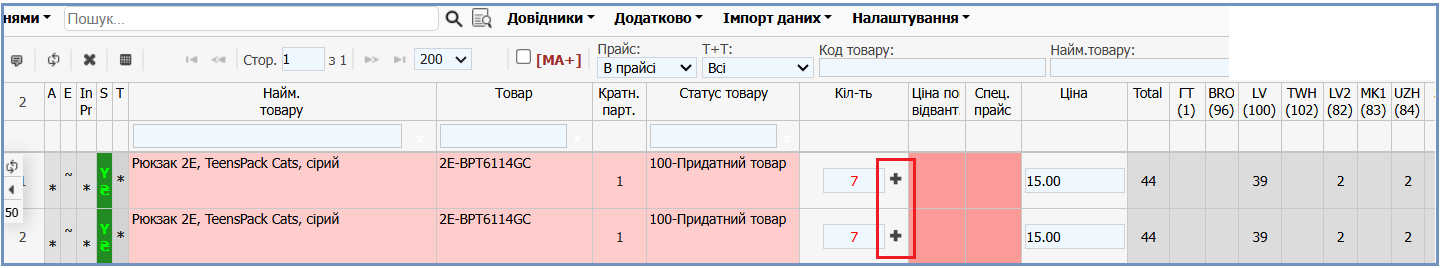 нями Пошук... Довідники Додатково Імпорт даних Налаштування
Прайс: Т+Т: Код товару: Найм.товару:
Стор. 1 з 1 200 [МА+] В прайсі Всі
2 A E In Pr S T Найм. товару Товар Кратн. парт. Статус товару Кіл-ть Ціна по відвант. Спец. прайс Ціна Total ГТ (1) BRO (96) LV (100) TWH (102) LV2 (82) MK1 (83) UZH (84)
1 * ~ * Y ₴ * Рюкзак 2E, TeensPack Cats, сірий 2E-BPT6114GC 1 100-Придатний товар 7 + 15.00 44 39 2 2
50
2 * ~ * Y ₴ * Рюкзак 2E, TeensPack Cats, сірий 2E-BPT6114GC 1 100-Придатний товар 7 + 15.00 44 39 2 2